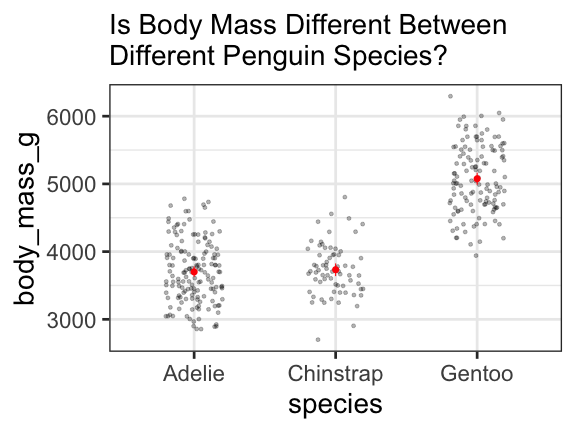 Is Body Mass Different Between
Different Penguin Species?
body_mass_g
6000
5000
4000
3000
Adelie Chinstrap Gentoo
species